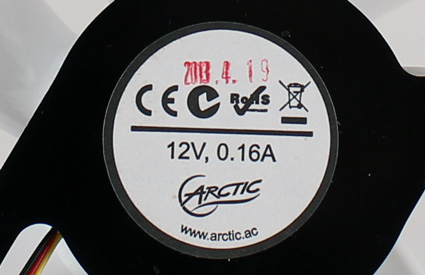 2013.4.19
CE RoHS
12V, 0.16A
ARCTIC
www.arctic.ac